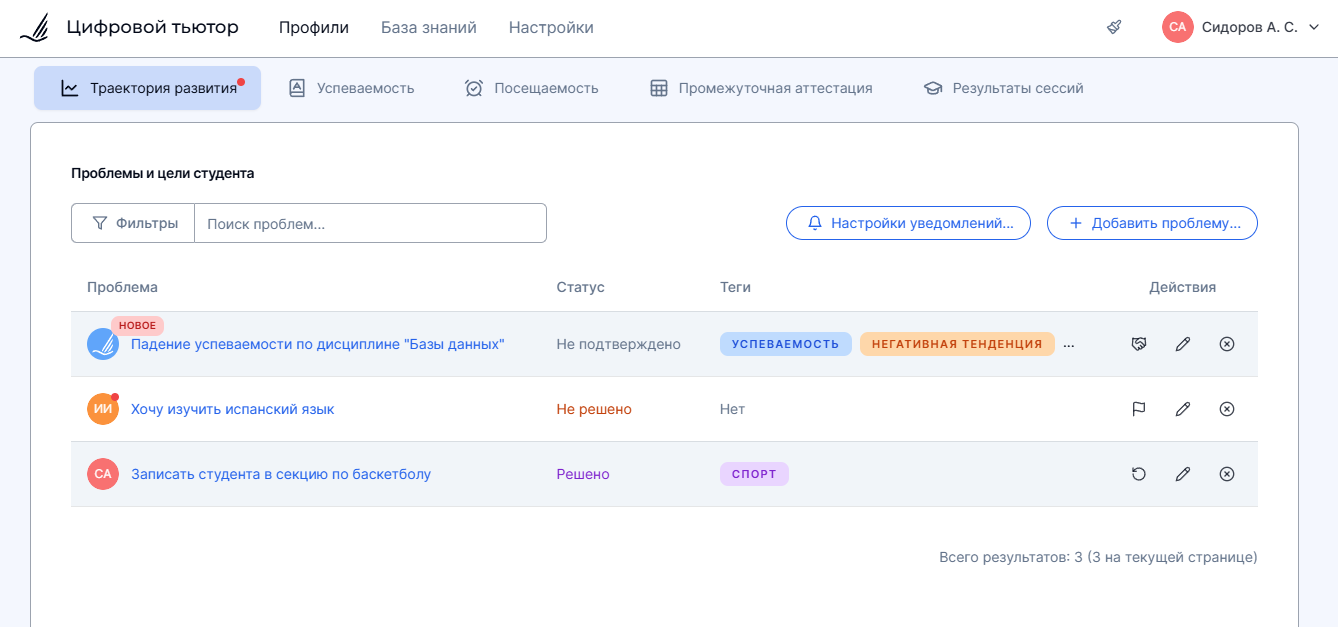 Цифровой тьютор Профили База знаний Настройки СА Сидоров А. С.
Траектория развития Успеваемость Посещаемость Промежуточная аттестация Результаты сессий
Проблемы и цели студента
Фильтры Поиск проблем... Настройки уведомлений... + Добавить проблему...
Проблема Статус Теги Действия
НОВОЕ
Падение успеваемости по дисциплине "Базы данных" Не подтверждено УСПЕВАЕМОСТЬ НЕГАТИВНАЯ ТЕНДЕНЦИЯ ...
ИИ Хочу изучить испанский язык Не решено Нет
СА Записать студента в секцию по баскетболу Решено СПОРТ
Всего результатов: 3 (3 на текущей странице)